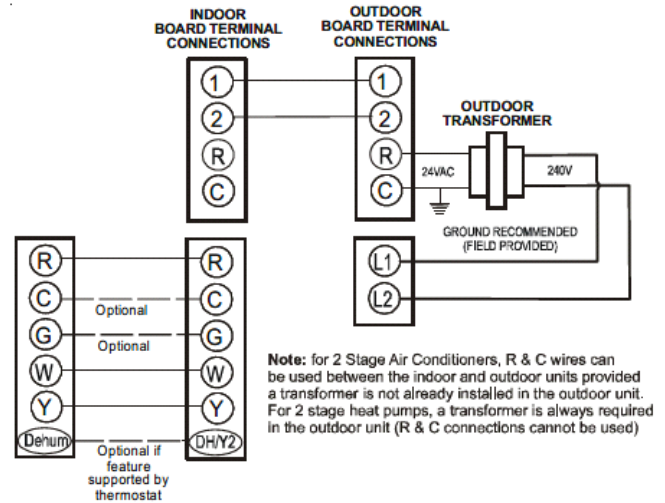 INDOOR
BOARD TERMINAL
CONNECTIONS
OUTDOOR
BOARD TERMINAL
CONNECTIONS
1
2
R
C
1
2
R
C
OUTDOOR
TRANSFORMER
24VAC
240V
GROUND RECOMMENDED
(FIELD PROVIDED)
L1
L2
R
R
C
Optional
C
G
Optional
G
W
W
Y
Y
Dehum
DH/Y2
Optional if
feature
supported by
thermostat
Note: for 2 Stage Air Conditioners, R & C wires can
be used between the indoor and outdoor units provided
a transformer is not already installed in the outdoor unit.
For 2 stage heat pumps, a transformer is always required
in the outdoor unit (R & C connections cannot be used)